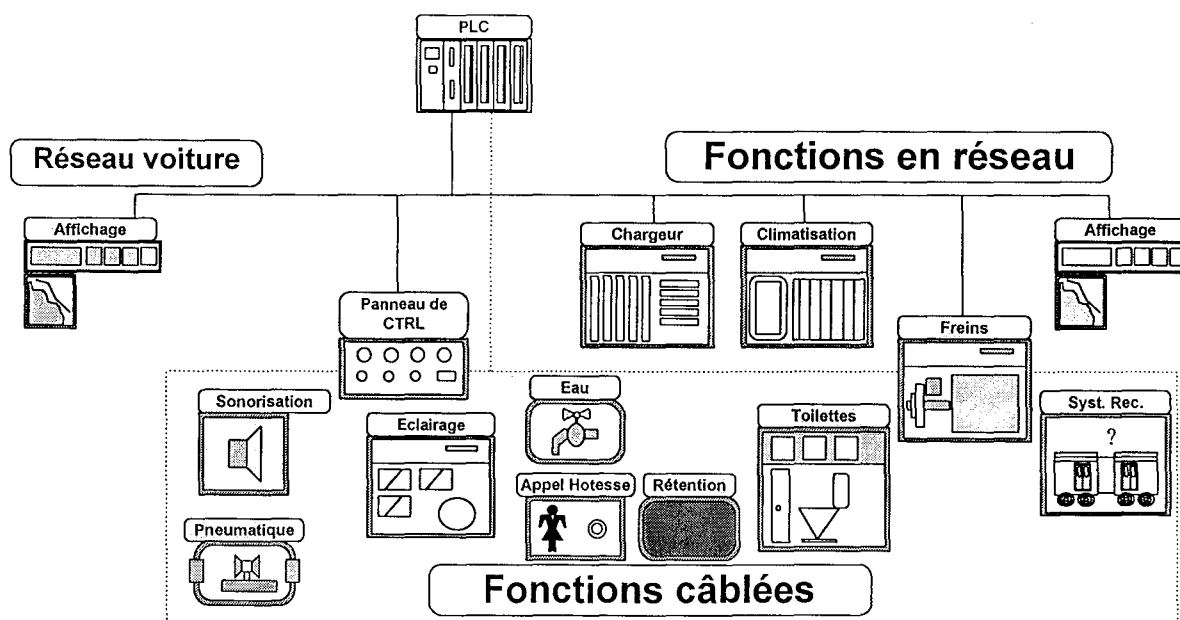 PLC
Réseau voiture
Fonctions en réseau
Affichage
Chargeur
Climatisation
Affichage
Panneau de
CTRL
Freins
Sonorisation
Eclairage
Eau
Toilettes
Syst. Rec.
?
Appel Hotesse
Rétention
Pneumatique
Fonctions câblées